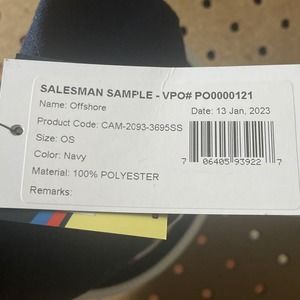 SALESMAN SAMPLE - VPO# PO0000121
Name: Offshore
Date: 13 Jan, 2023
Product Code: CAM-2093-3695SS
Size: OS
Color: Navy
7 06405 93922 7
Material: 100% POLYESTER
Remarks: